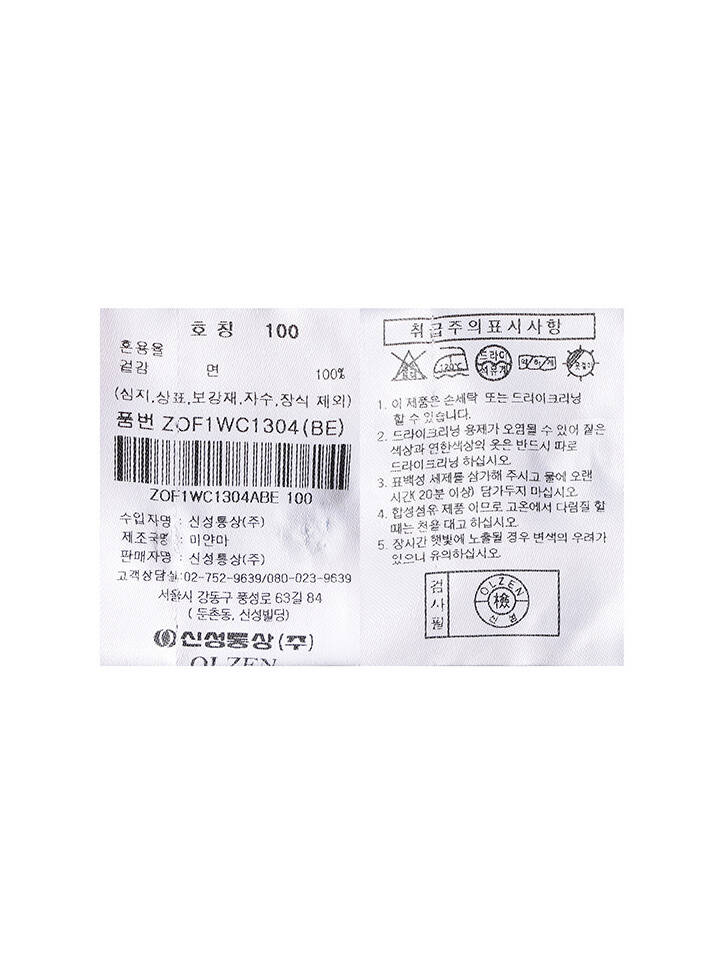 호 칭 100
혼용율
겉감 면 100%
(심지,상표,보강재,자수,장식 제외)
품번 ZOF1WC1304(BE)
ZOF1WC1304ABE 100
수입자명 : 신성통상(주)
제조국명 : 미얀마
판매자명 : 신성통상(주)
고객상담실:02-752-9639/080-023-9639
서울시 강동구 풍성로 63길 84
( 둔촌동, 신성빌딩)
신성통상(주)
OLZEN
취급주의표시사항
120℃
드라이
석유계
약하게
1. 이 제품은 손세탁 또는 드라이크리닝
할 수 있습니다.
2. 드라이크리닝 용제가 오염될 수 있어 짙은
색상과 연한색상의 옷은 반드시 따로
드라이크리닝 하십시오.
3. 표백성 세제를 삼가해 주시고 물에 오랜
시간( 20분 이상) 담가두지 마십시오.
4. 합성섬유 제품 이므로 고온에서 다림질 할
때는 천을 대고 하십시오.
5. 장시간 햇빛에 노출될 경우 변색의 우려가
있으니 유의하십시오.
검사필
OLZEN
檢